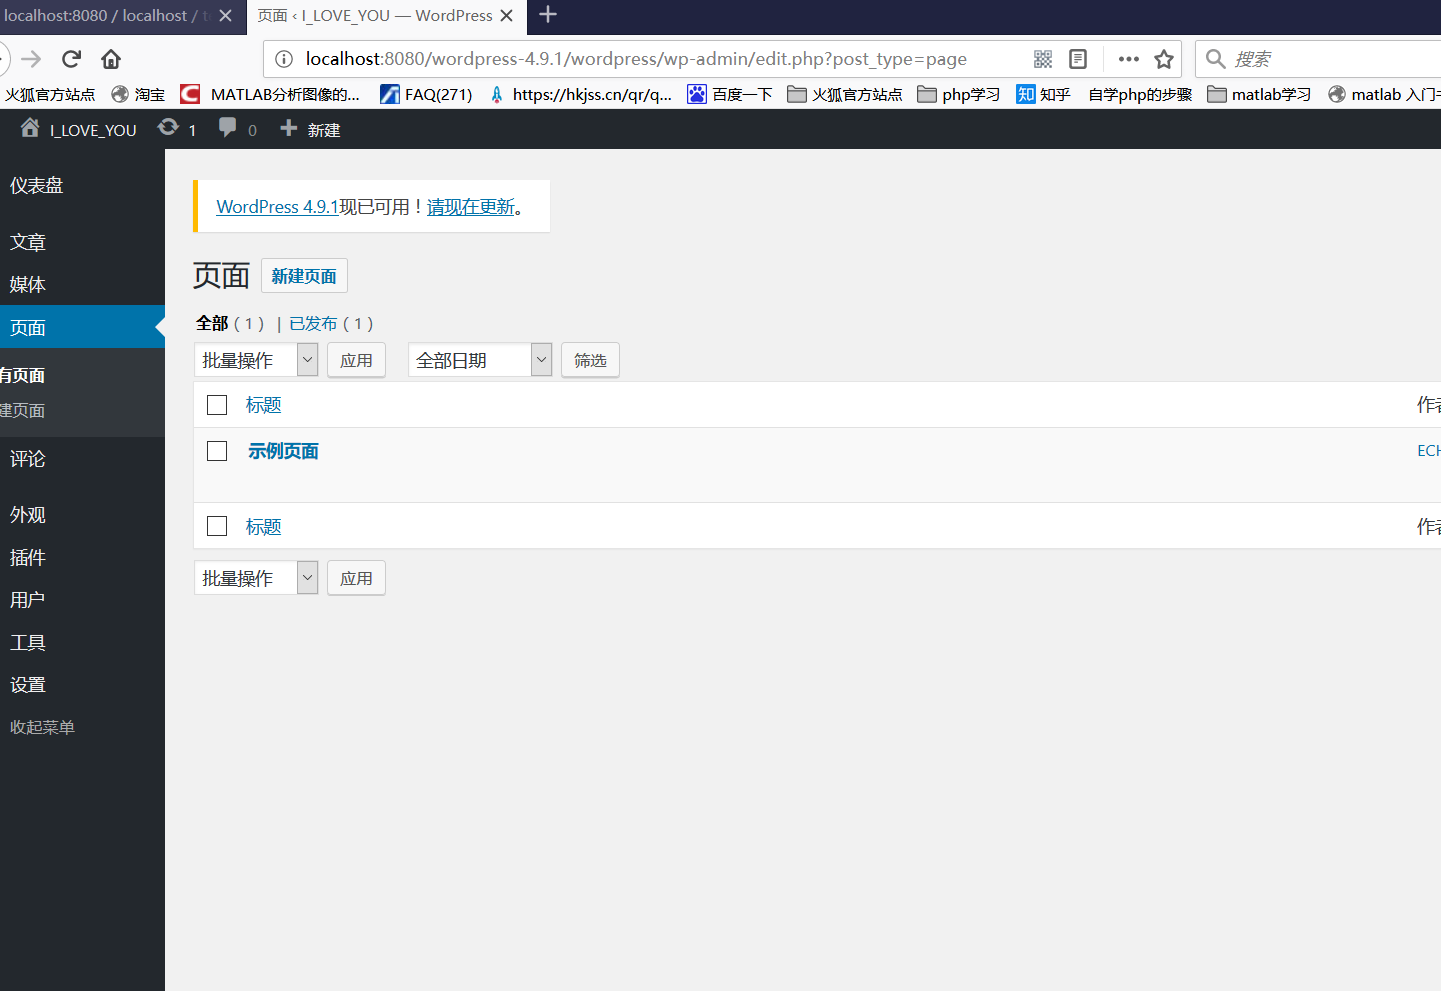 localhost:8080 / localhost /
页面 ‹ I_LOVE_YOU — WordPress
localhost:8080/wordpress-4.9.1/wordpress/wp-admin/edit.php?post_type=page
搜索
火狐官方站点
淘宝
MATLAB分析图像的...
FAQ(271)
https://hkjss.cn/qr/q...
百度一下
火狐官方站点
php学习
知乎
自学php的步骤
matlab学习
matlab 入门
I_LOVE_YOU
1
0
新建
仪表盘
文章
媒体
页面
有页面
建页面
评论
外观
插件
用户
工具
设置
收起菜单
WordPress 4.9.1现已可用！请现在更新。
页面 新建页面
全部（1） | 已发布（1）
批量操作 应用 全部日期 筛选
标题 作者
示例页面 ECH
标题 作者
批量操作 应用